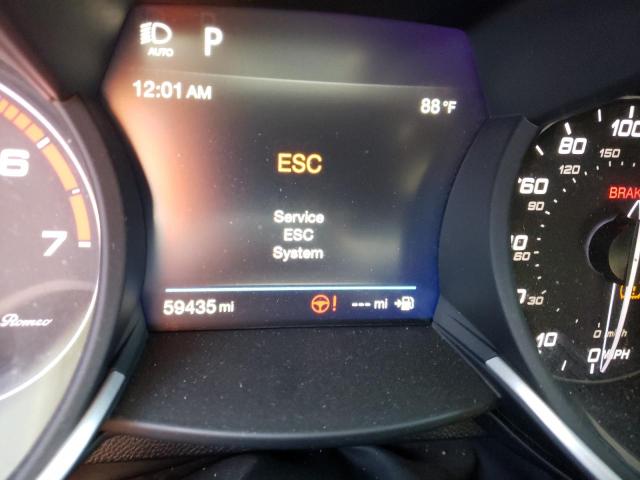 AUTO P
12:01 AM
88 °F
ESC
Service
ESC
System
59435 mi ! --- mi
6
7
Romeo
100
80
60
10
150
120
90
60
30
0
0 MPH
BRAK